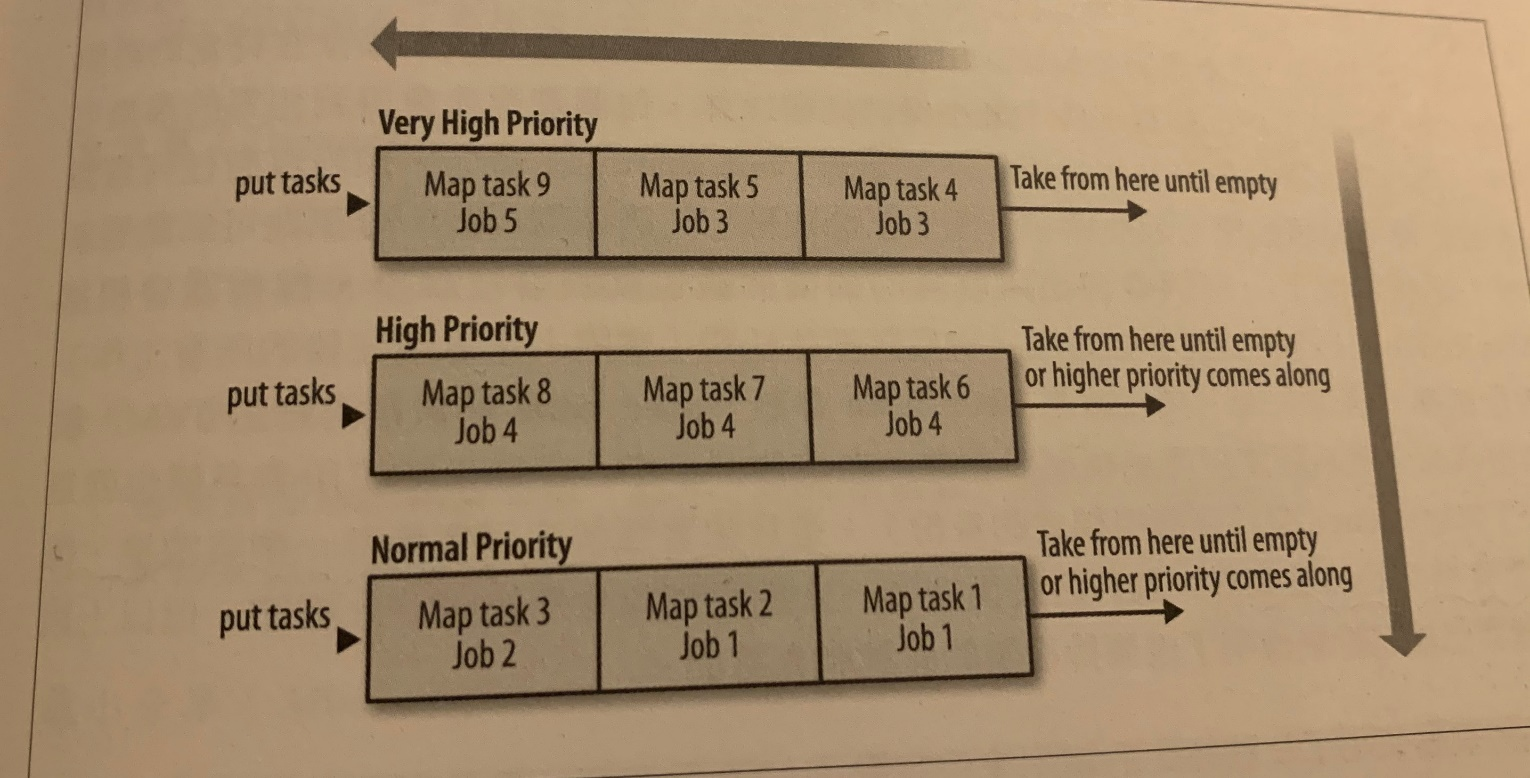 Very High Priority
put tasks
Map task 9
Job 5
Map task 5
Job 3
Map task 4
Job 3
Take from here until empty
High Priority
put tasks
Map task 8
Job 4
Map task 7
Job 4
Map task 6
Job 4
Take from here until empty
or higher priority comes along
Normal Priority
put tasks
Map task 3
Job 2
Map task 2
Job 1
Map task 1
Job 1
Take from here until empty
or higher priority comes along